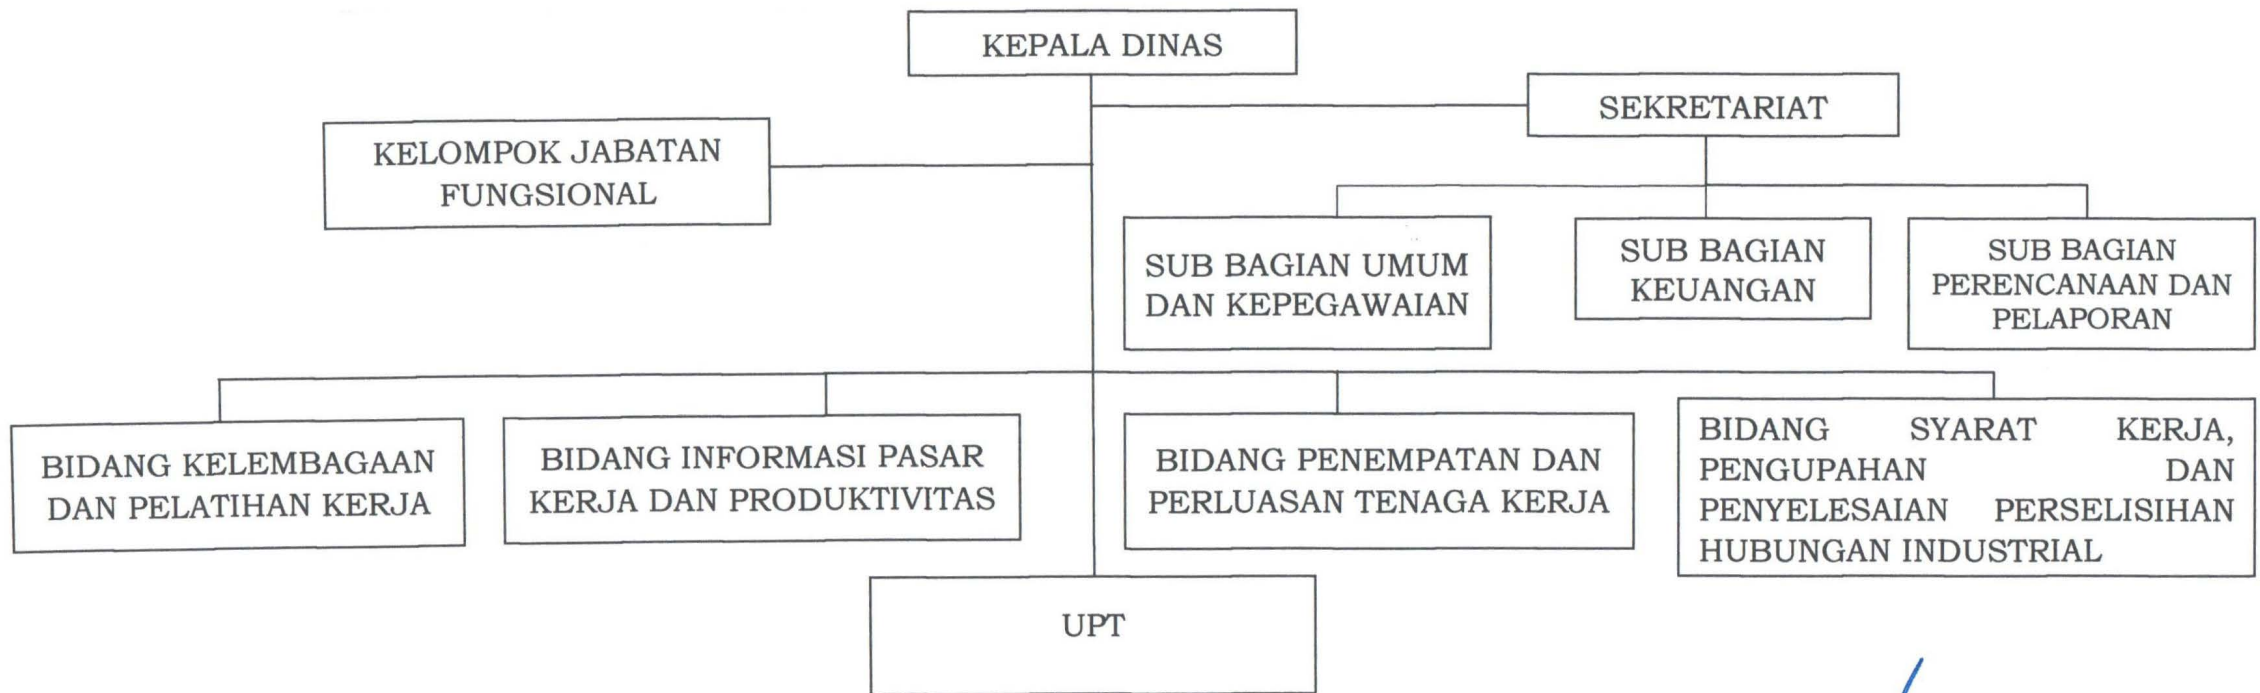 KEPALA DINAS
SEKRETARIAT
KELOMPOK JABATAN
FUNGSIONAL
SUB BAGIAN UMUM
DAN KEPEGAWAIAN
SUB BAGIAN
KEUANGAN
SUB BAGIAN
PERENCANAAN DAN
PELAPORAN
BIDANG KELEMBAGAAN
DAN PELATIHAN KERJA
BIDANG INFORMASI PASAR
KERJA DAN PRODUKTIVITAS
BIDANG PENEMPATAN DAN
PERLUASAN TENAGA KERJA
BIDANG SYARAT KERJA,
PENGUPAHAN DAN
PENYELESAIAN PERSELISIHAN
HUBUNGAN INDUSTRIAL
UPT